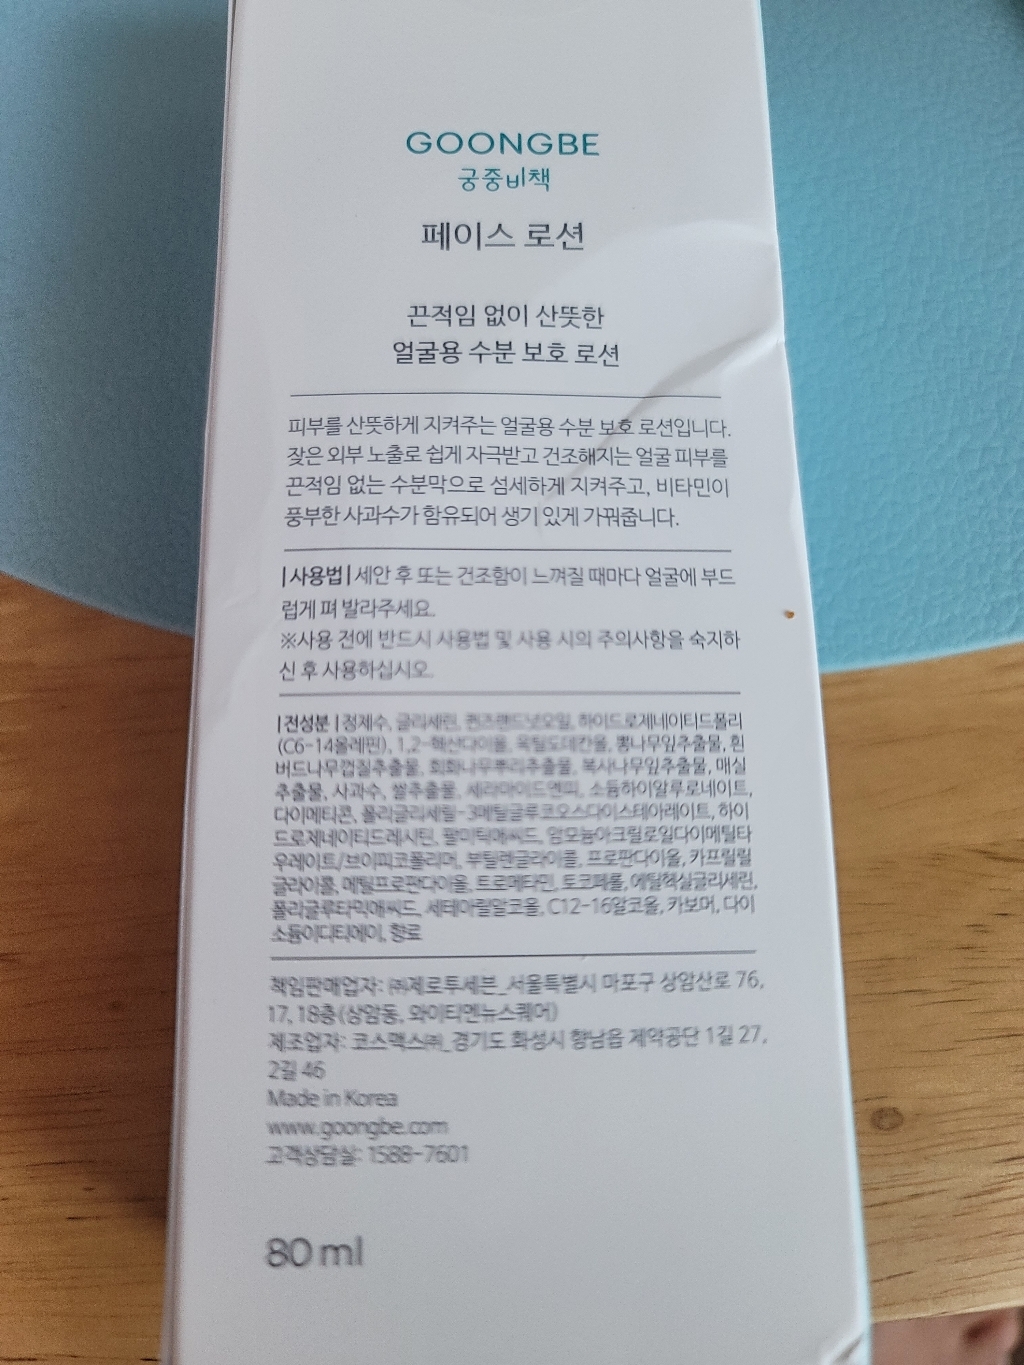 GOONGBE
궁중비책
페이스 로션
끈적임 없이 산뜻한
얼굴용 수분 보호 로션
피부를 산뜻하게 지켜주는 얼굴용 수분 보호 로션입니다.
잦은 외부 노출로 쉽게 자극받고 건조해지는 얼굴 피부를
끈적임 없는 수분막으로 섬세하게 지켜주고, 비타민이
풍부한 사과수가 함유되어 생기 있게 가꿔줍니다.
|사용법| 세안 후 또는 건조함이 느껴질 때마다 얼굴에 부드
럽게 펴 발라주세요.
※사용 전에 반드시 사용법 및 사용 시의 주의사항을 숙지하
신 후 사용하십시오.
|전성분| 정제수, 글리세린, 퀸즈랜드넛오일, 하이드로제네이티드폴리
(C6-14올레핀), 1,2-헥산다이올, 옥틸도데칸올, 뽕나무잎추출물, 흰
버드나무껍질추출물, 회화나무뿌리추출물, 복사나무잎추출물, 매실
추출물, 사과수, 쌀추출물, 세라마이드엔피, 소듐하이알루로네이트,
다이메티콘, 폴리글리세릴-3메틸글루코오스다이스테아레이트, 하이
드로제네이티드레시틴, 팔미틱애씨드, 암모늄아크릴로일다이메틸타
우레이트/브이피코폴리머, 부틸렌글라이콜, 프로판다이올, 카프릴릴
글라이콜, 메틸프로판다이올, 트로메타민, 토코페롤, 에틸헥실글리세린,
폴리글루타믹애씨드, 세테아릴알코올, C12-16알코올, 카보머, 다이
소듐이디티에이, 향료
책임판매업자: ㈜제로투세븐_서울특별시 마포구 상암산로 76,
17, 18층(상암동, 와이티엔뉴스퀘어)
제조업자: 코스맥스㈜_경기도 화성시 향남읍 제약공단 1길 27,
2길 46
Made in Korea
www.goongbe.com
고객상담실: 1588-7601
80 ml